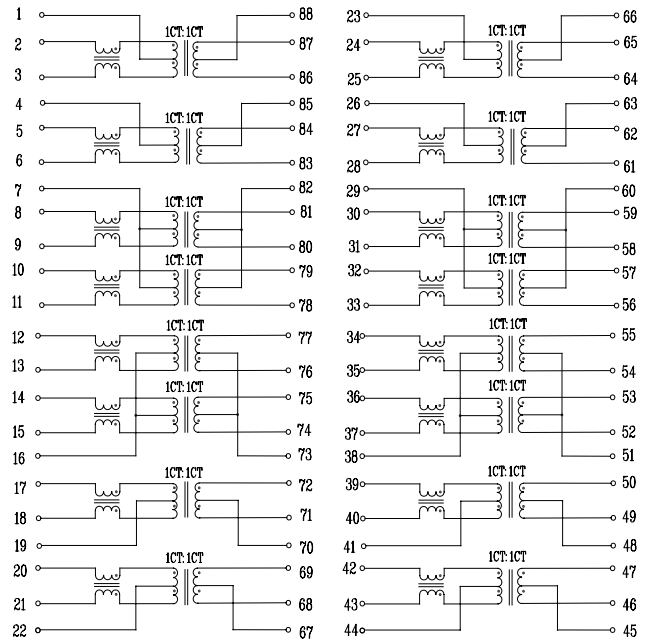 1 88 23 66
1CT:1CT 1CT:1CT
2 87 24 65
3 86 25 64
4 85 26 63
1CT:1CT 1CT:1CT
5 84 27 62
6 83 28 61
7 82 29 60
1CT:1CT 1CT:1CT
8 81 30 59
9 80 31 58
1CT:1CT 1CT:1CT
10 79 32 57
11 78 33 56
1CT:1CT 1CT:1CT
12 77 34 55
13 76 35 54
1CT:1CT 1CT:1CT
14 75 36 53
15 74 37 52
16 73 38 51
1CT:1CT 1CT:1CT
17 72 39 50
18 71 40 49
19 70 41 48
1CT:1CT 1CT:1CT
20 69 42 47
21 68 43 46
22 67 44 45